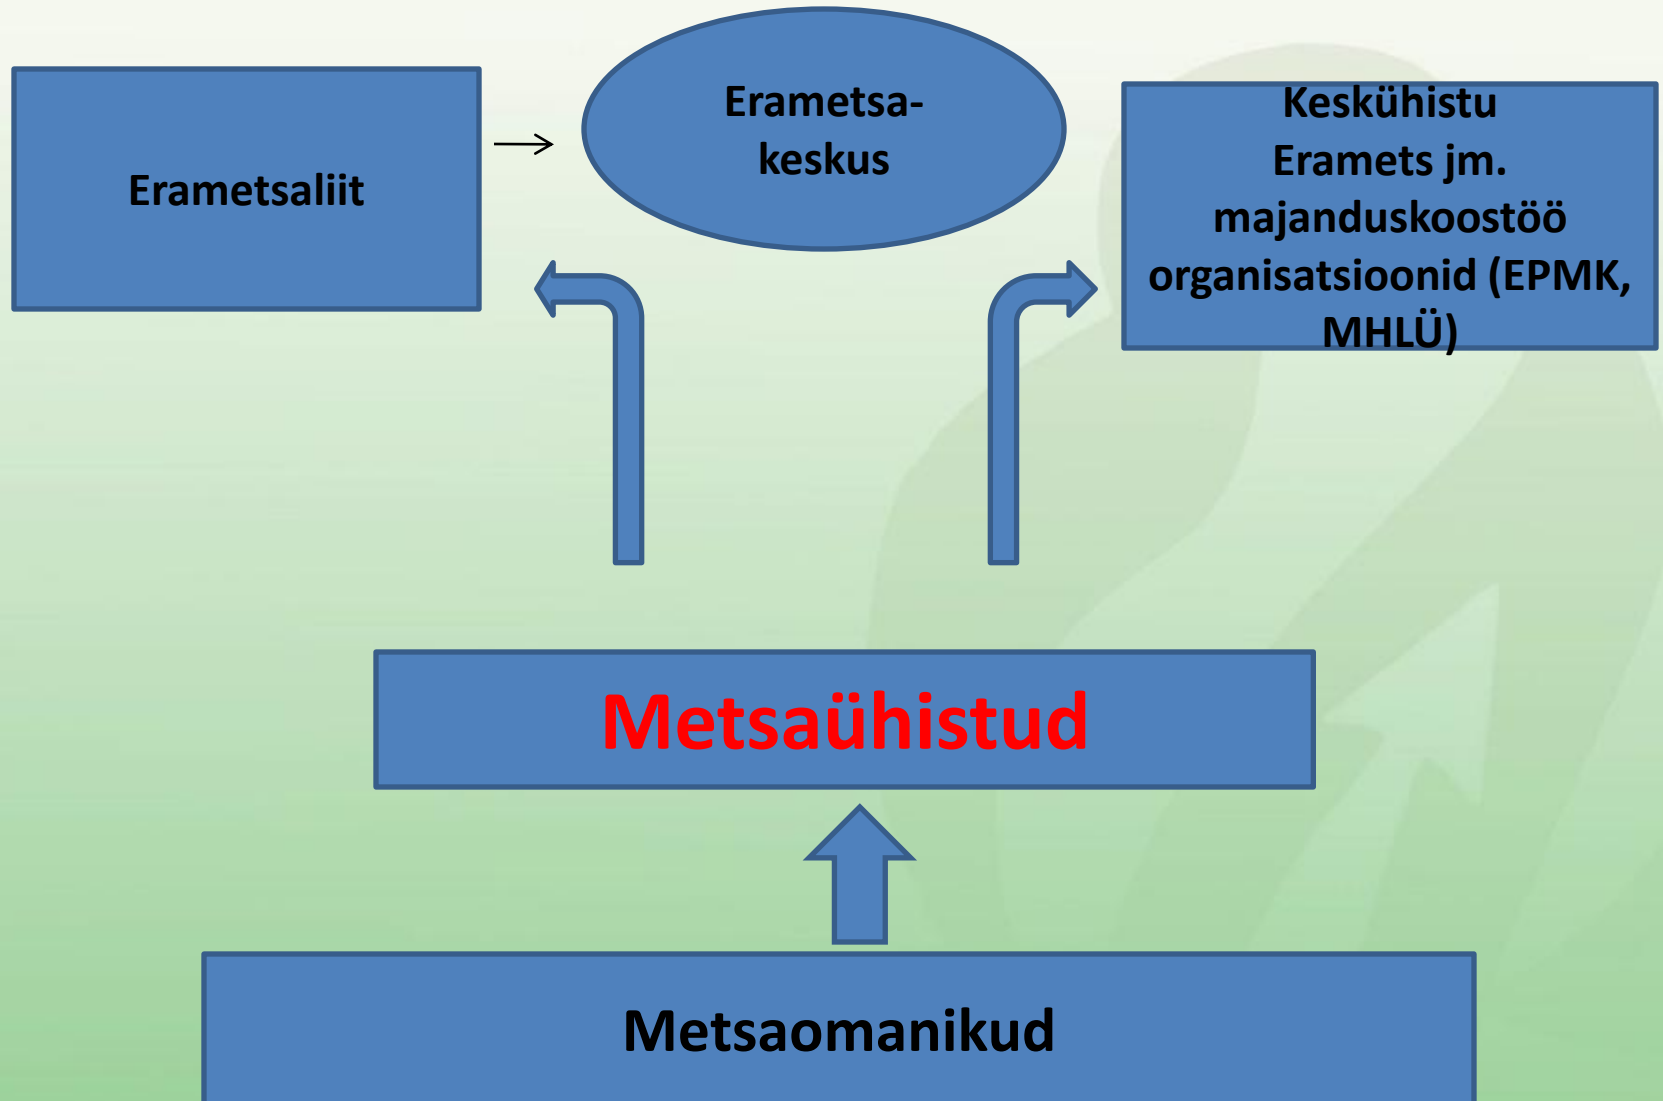 Erametsaliit
Erametsa-
keskus
Keskühistu
Eramets jm.
majanduskoostöö
organisatsioonid (EPMK,
MHLÜ)
Metsaühistud
Metsaomanikud